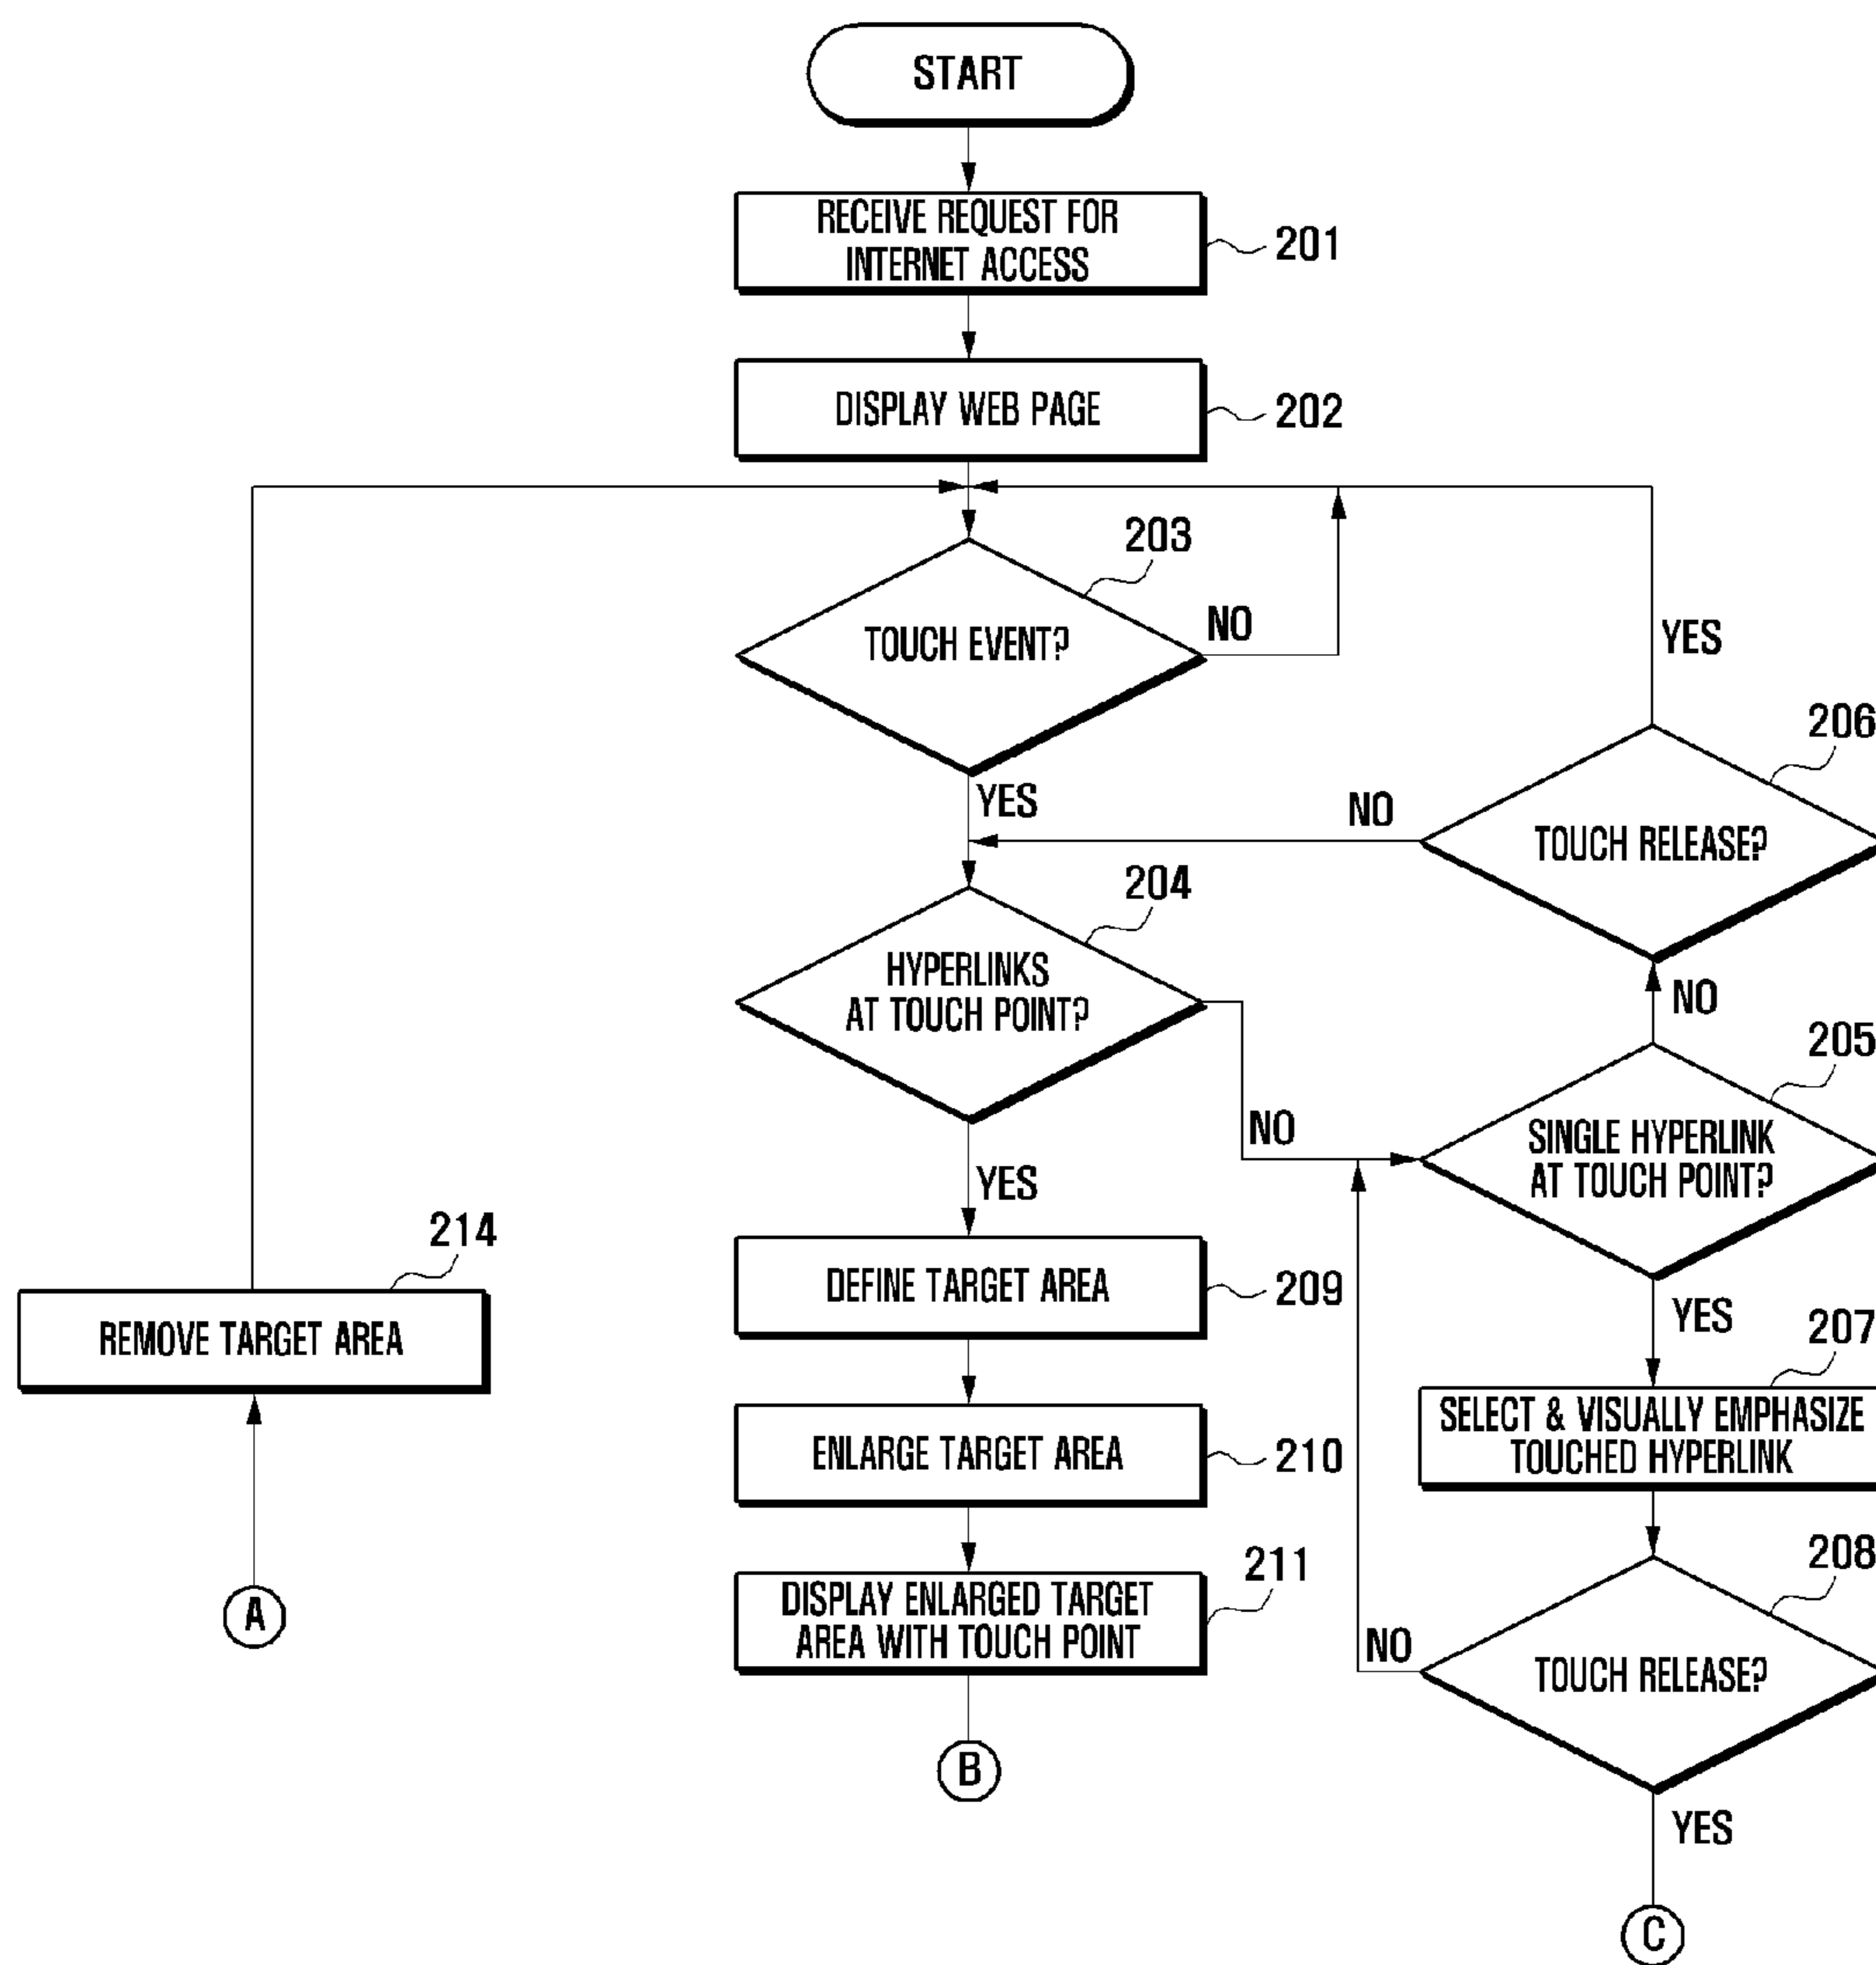 START
RECEIVE REQUEST FOR
INTERNET ACCESS
201
DISPLAY WEB PAGE
202
203
TOUCH EVENT?
NO
YES
YES
206
TOUCH RELEASE?
NO
204
HYPERLINKS
AT TOUCH POINT?
NO
NO
205
SINGLE HYPERLINK
AT TOUCH POINT?
YES
YES
214
REMOVE TARGET AREA
A
DEFINE TARGET AREA
209
207
SELECT & VISUALLY EMPHASIZE
TOUCHED HYPERLINK
ENLARGE TARGET AREA
210
211
DISPLAY ENLARGED TARGET
AREA WITH TOUCH POINT
B
208
TOUCH RELEASE?
NO
YES
C